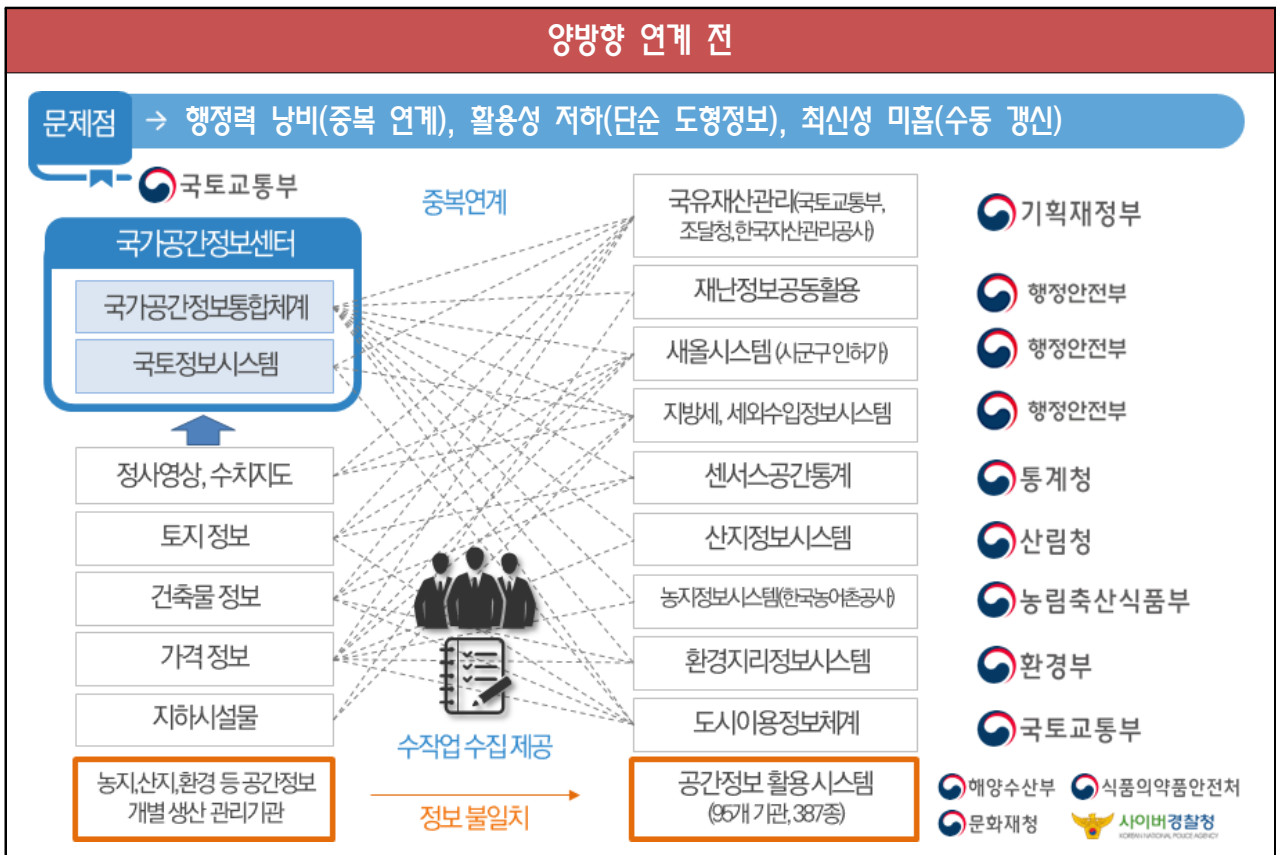 양방향 연계 전
문제점 → 행정력 낭비(중복 연계), 활용성 저하(단순 도형정보), 최신성 미흡(수동 갱신)
국토교통부
국가공간정보센터
국가공간정보통합체계
국토정보시스템
정사영상, 수치지도
토지 정보
건축물 정보
가격 정보
지하시설물
농지,산지,환경 등 공간정보
개별 생산 관리기관
중복연계
수작업 수집 제공
정보 불일치
국유재산관리(국토교통부,
조달청,한국자산관리공사)
기획재정부
재난정보공동활용
행정안전부
새올시스템 (시군구 인허가)
행정안전부
지방세, 세외수입정보시스템
행정안전부
센서스공간통계
통계청
산지정보시스템
산림청
농지정보시스템(한국농어촌공사)
농림축산식품부
환경지리정보시스템
환경부
도시이용정보체계
국토교통부
공간정보 활용 시스템
(95개 기관, 387종)
해양수산부 식품의약품안전처
문화재청 사이버경찰청
KOREAN NATIONAL POLICE AGENCY